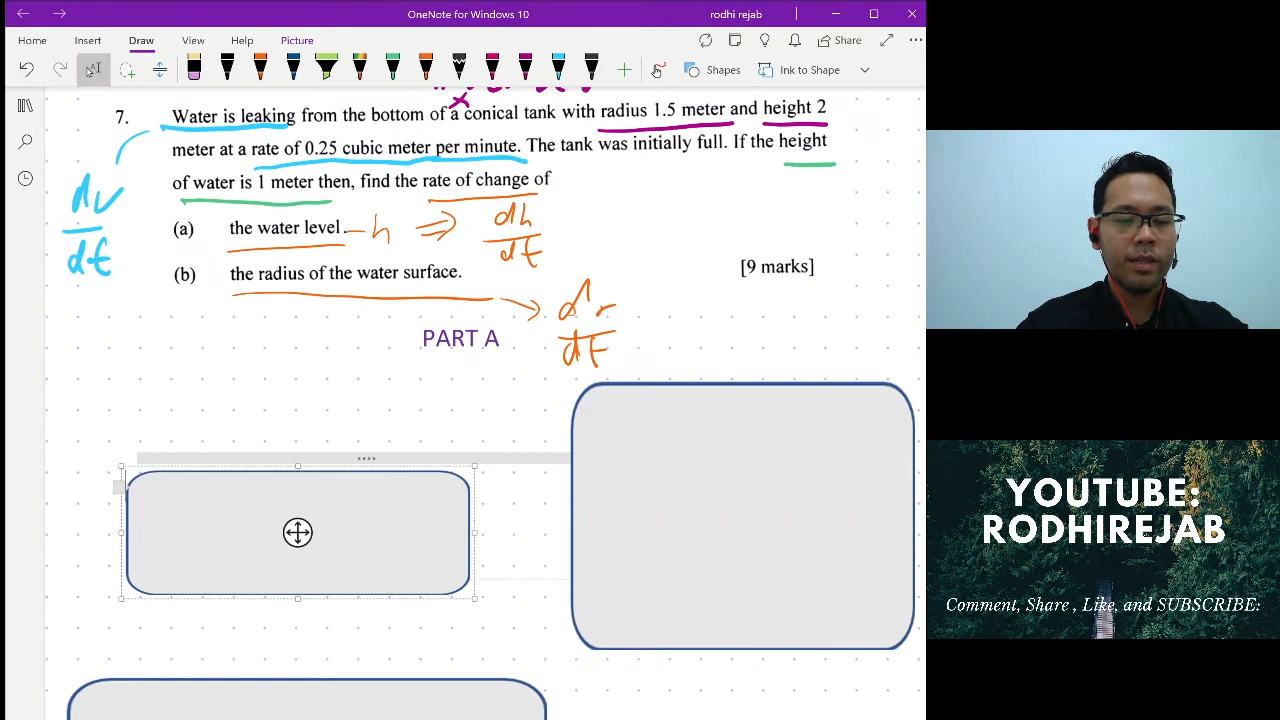 OneNote for Windows 10
rodhi rejab
Home Insert Draw View Help Picture
Share
Shapes
Ink to Shape
7. Water is leaking from the bottom of a conical tank with radius 1.5 meter and height 2
meter at a rate of 0.25 cubic meter per minute. The tank was initially full. If the height
of water is 1 meter then, find the rate of change of
dv
dt
(a) the water level. h ⇒ dh
dt
(b) the radius of the water surface.
[9 marks]
dr
dt
PART A
YOUTUBE:
RODHIREJAB
Comment, Share , Like, and SUBSCRIBE: